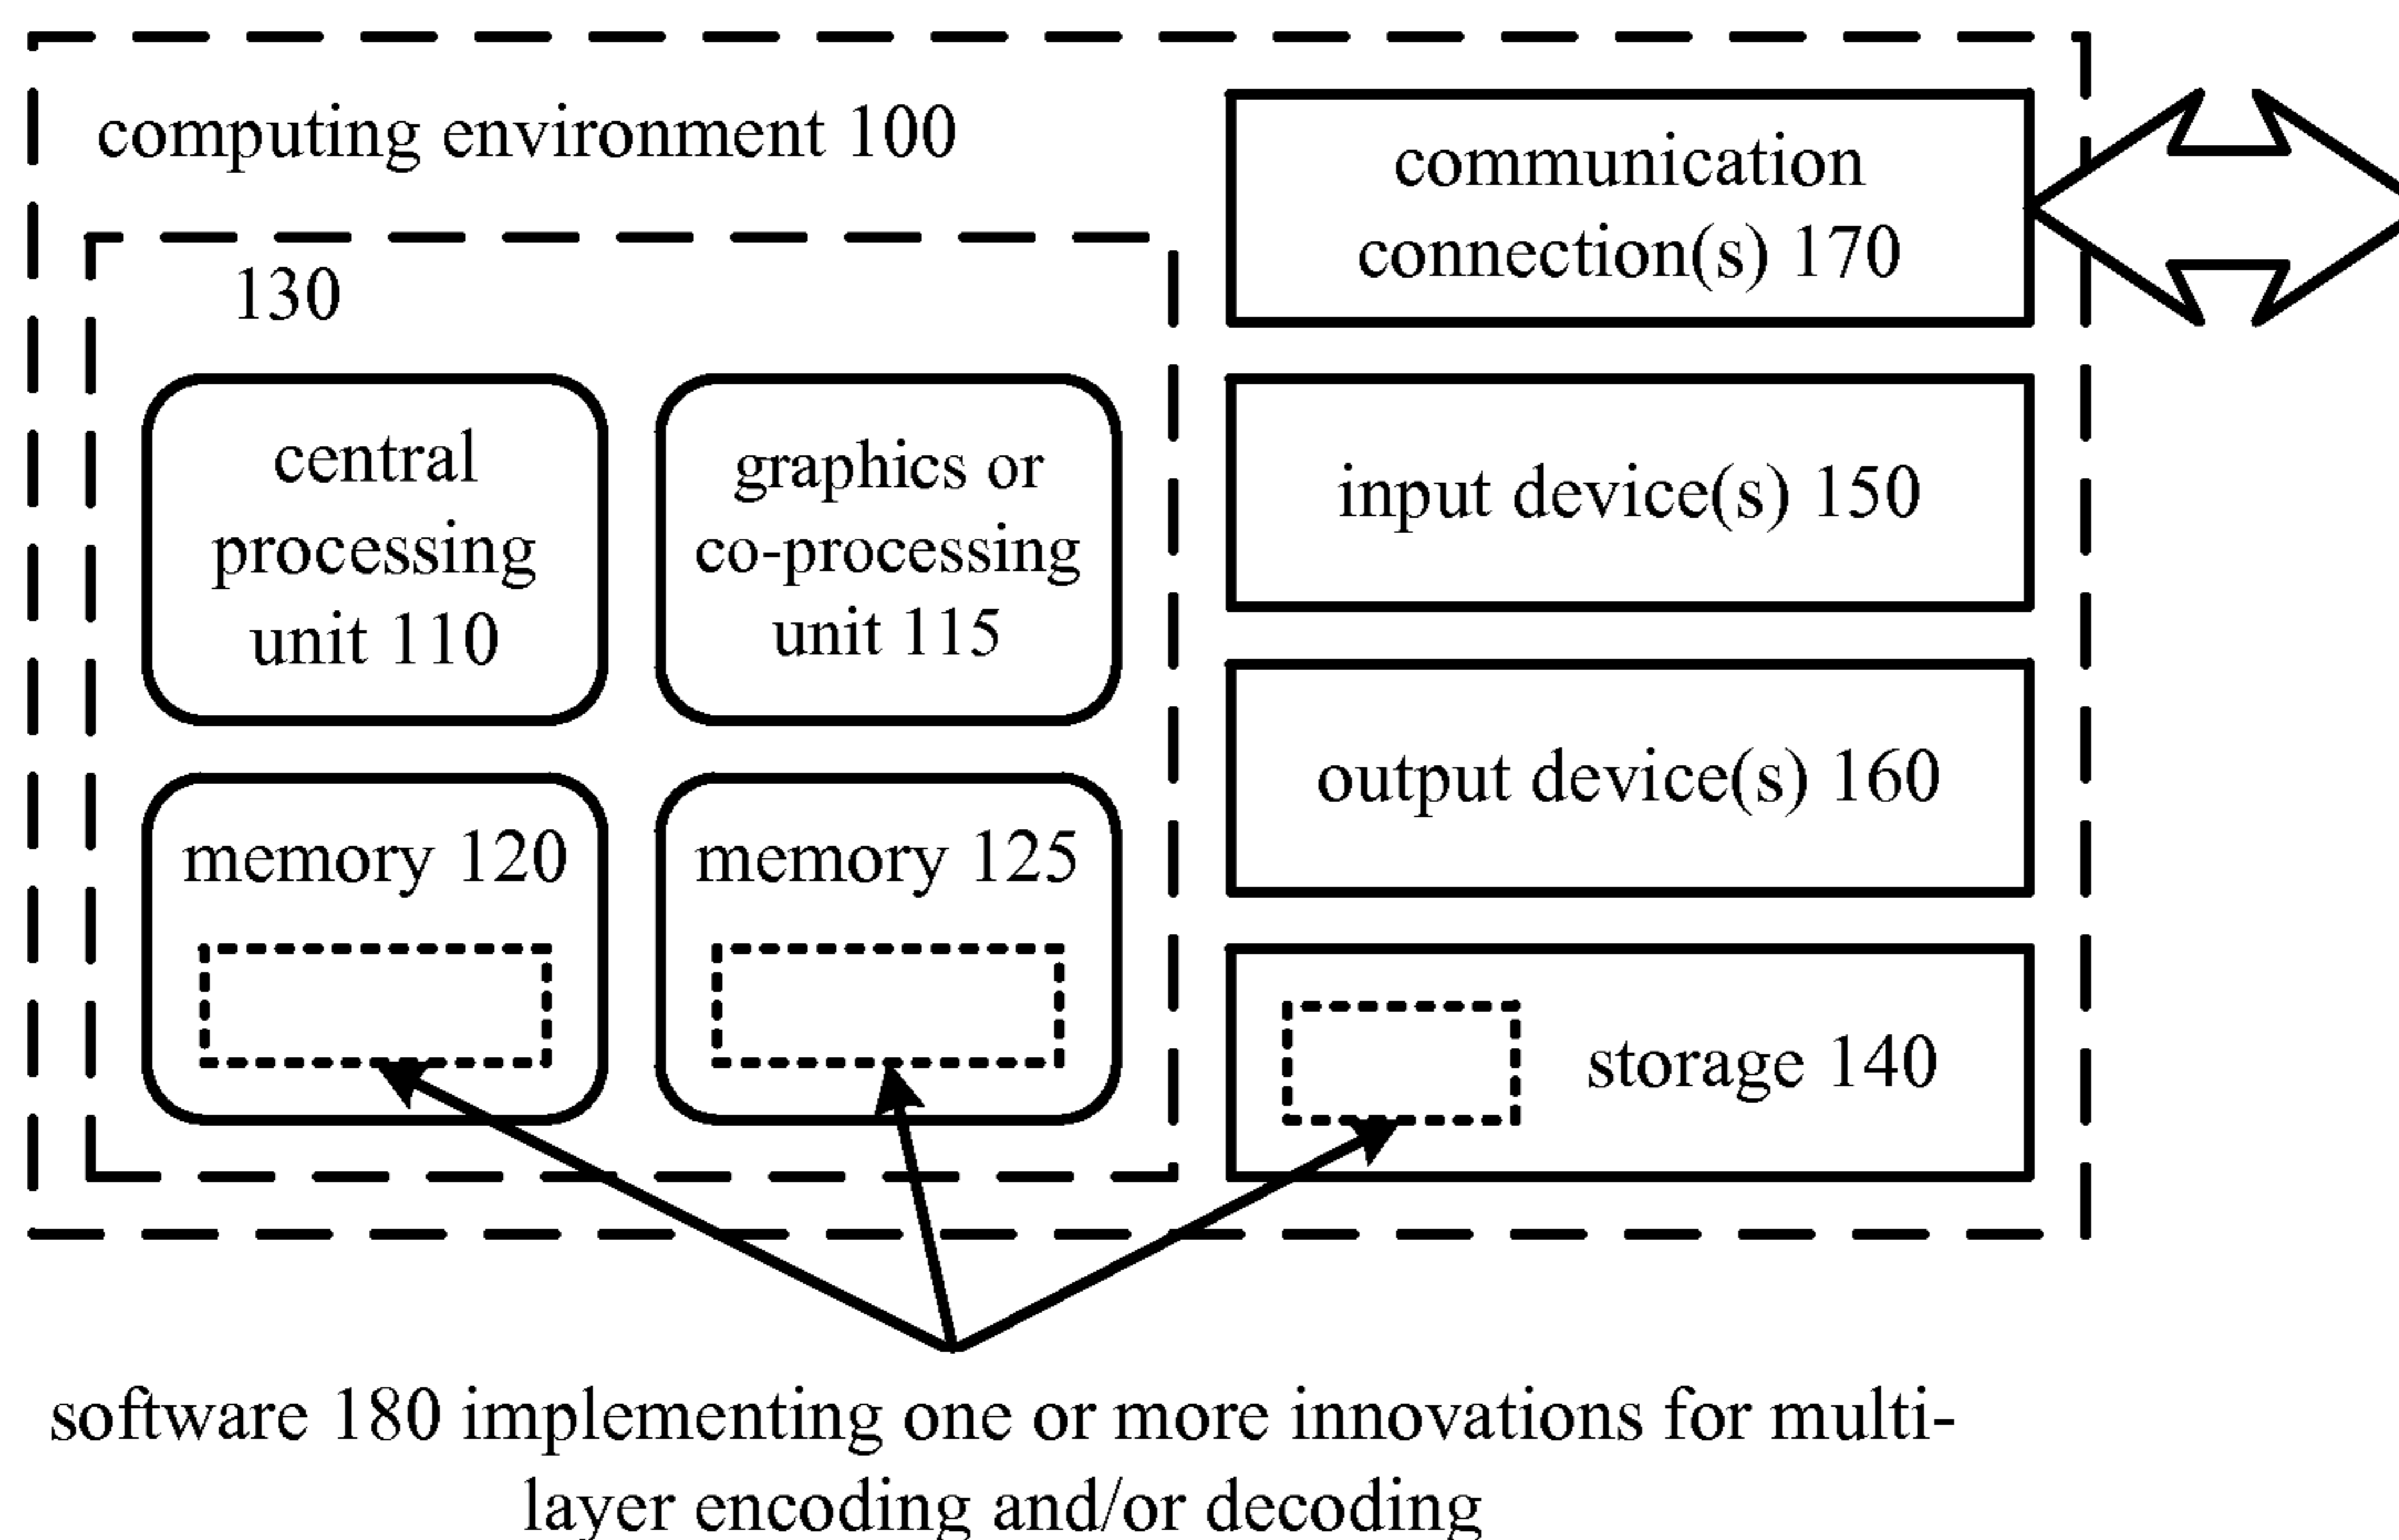 computing environment 100
130
central
processing
unit 110
graphics or
co-processing
unit 115
memory 120
memory 125
communication
connection(s) 170
input device(s) 150
output device(s) 160
storage 140
software 180 implementing one or more innovations for multi-
layer encoding and/or decoding